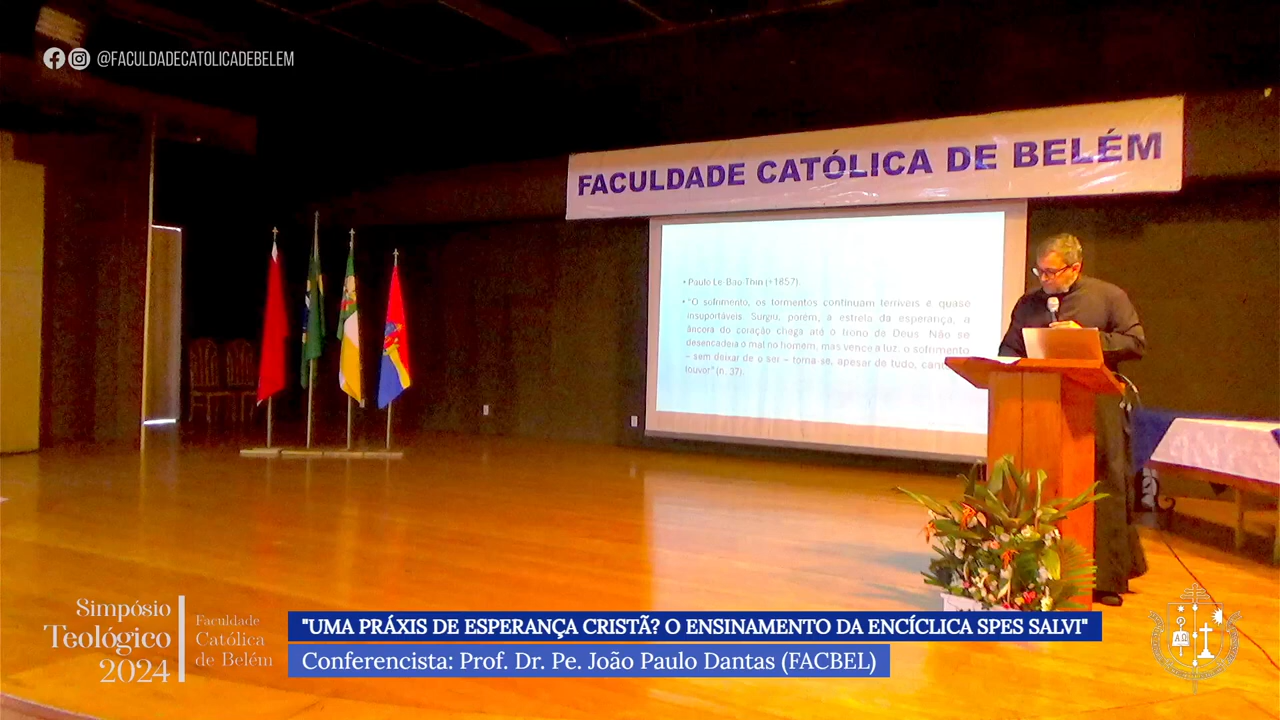 @FACULDADECATOLICADEBELEM
FACULDADE CATÓLICA DE BELÉM
• Paulo Le-Bao-Thin (+1857).
• "O sofrimento, os tormentos continuam terríveis e quase
insuportáveis. Surgiu, porém, a estrela da esperança, a
âncora do coração chega até o trono de Deus. Não se
desencadeia o mal no homem, mas vence a luz: o sofrimento
– sem deixar de o ser – torna-se, apesar de tudo,
louvor" (n. 37).
Simpósio
Teológico
2024
Faculdade
Católica
de Belém
"UMA PRÁXIS DE ESPERANÇA CRISTÃ? O ENSINAMENTO DA ENCÍCLICA SPES SALVI"
Conferencista: Prof. Dr. Pe. João Paulo Dantas (FACBEL)